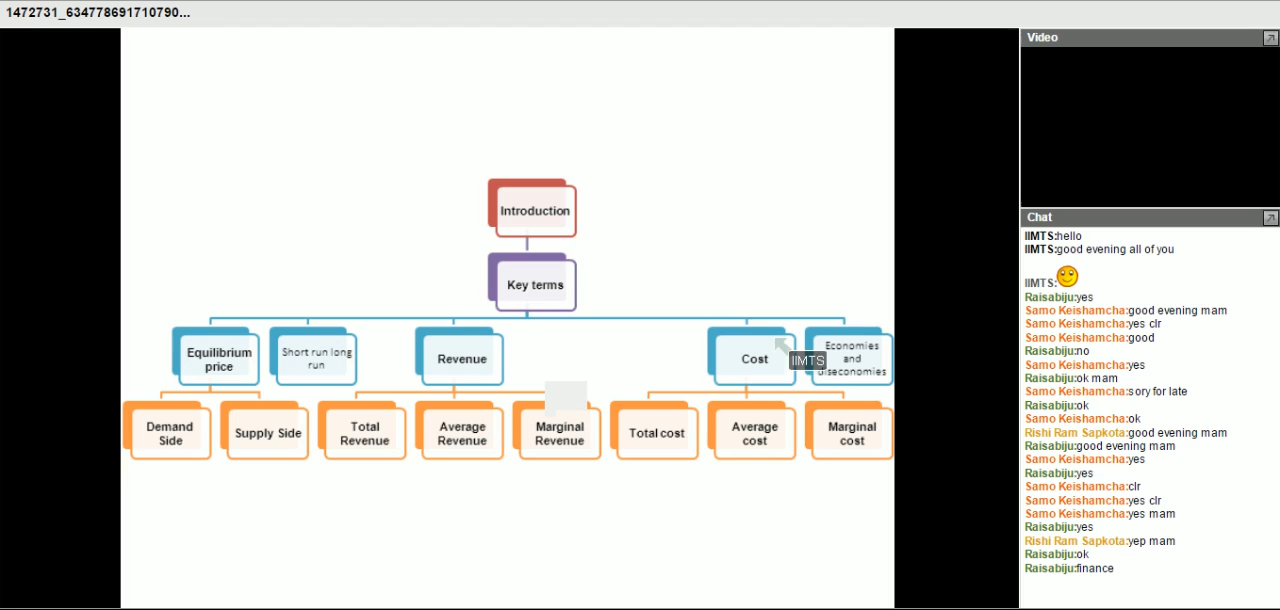 1472731_634778691710790...
Introduction
Key terms
Equilibrium
price
Short run long
run
Revenue
Cost
IIMTS
Economies
and
diseconomies
Demand
Side
Supply Side
Total
Revenue
Average
Revenue
Marginal
Revenue
Total cost
Average
cost
Marginal
cost
Video
Chat
IIMTS:hello
IIMTS:good evening all of you
IIMTS:
Raisabiju:yes
Samo Keishamcha:good evening mam
Samo Keishamcha:yes clr
Samo Keishamcha:good
Raisabiju:no
Samo Keishamcha:yes
Raisabiju:ok mam
Samo Keishamcha:sory for late
Raisabiju:ok
Samo Keishamcha:ok
Rishi Ram Sapkota:good evening mam
Raisabiju:good evening mam
Samo Keishamcha:yes
Raisabiju:yes
Samo Keishamcha:clr
Samo Keishamcha:yes clr
Samo Keishamcha:yes mam
Raisabiju:yes
Rishi Ram Sapkota:yep mam
Raisabiju:ok
Raisabiju:finance